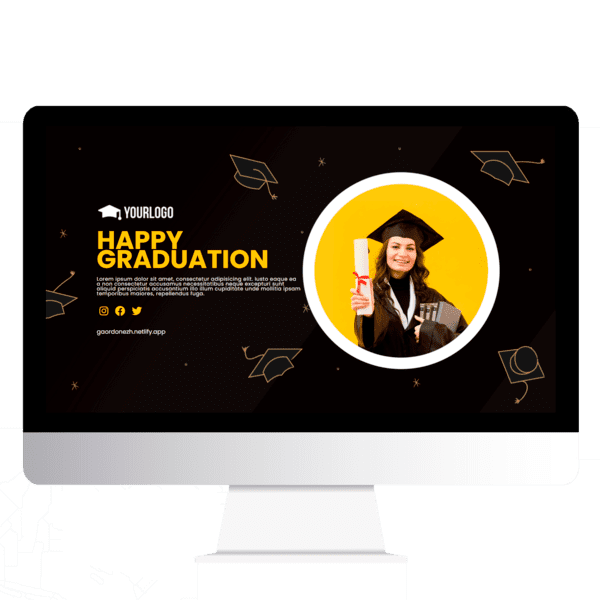 YOURLOGO
HAPPY
GRADUATION
Lorem ipsum dolor sit amet, consectetur adipisicing elit. Iusto eaque ea
a non consectetur accusantium necessitatibus neque excepturi sunt
aliquid perspiciatis accusantium illo illum cupiditate unde mollitia ipsam
temporibus maiores, repellendus fuga.
gaordonezh.netlify.app